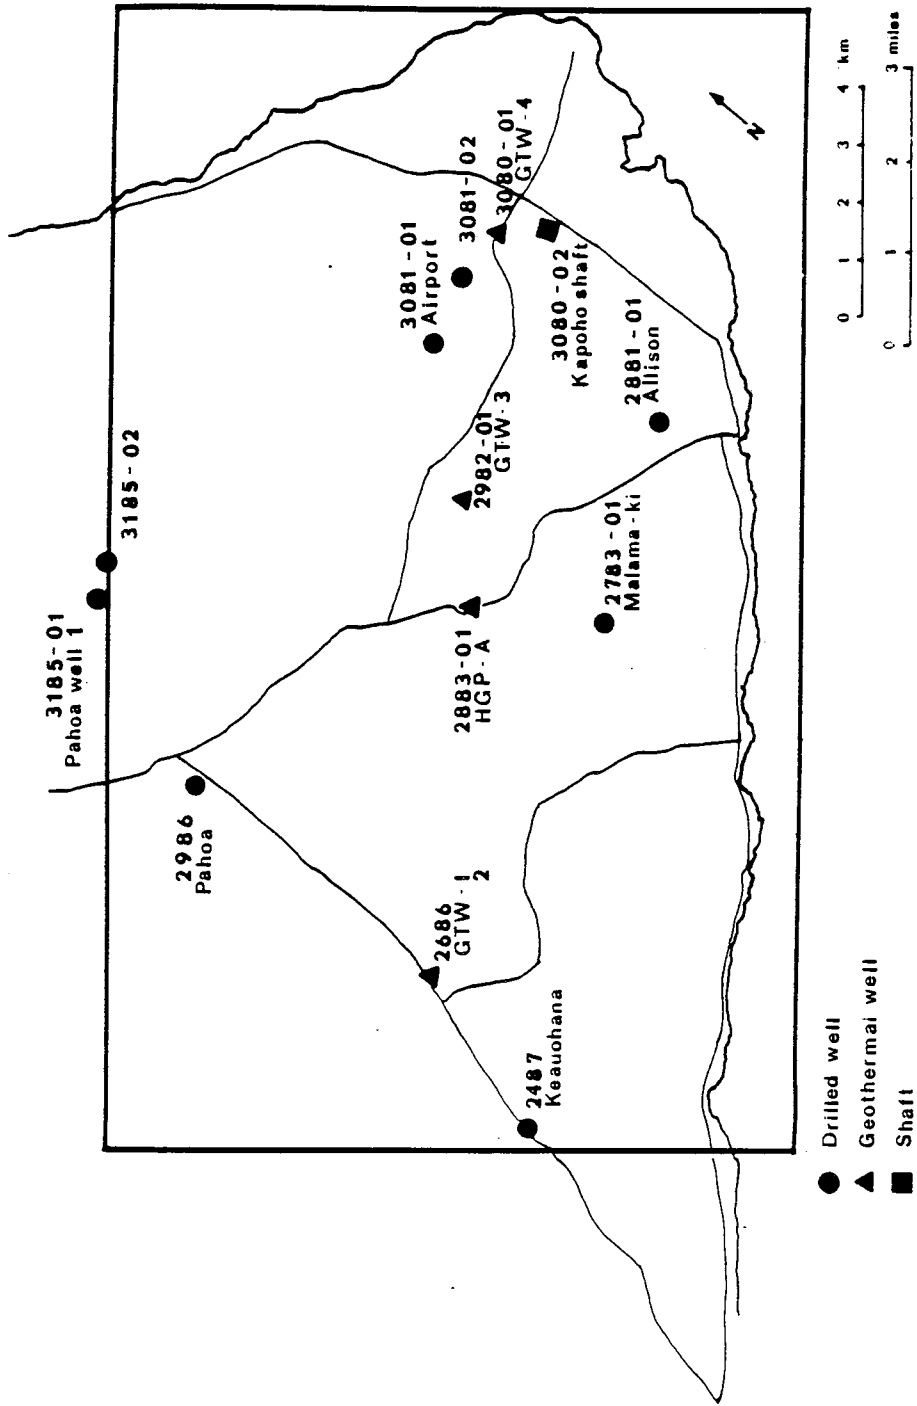 3185-01
Pahoa well 1
3185-02
2986
Pahoa
3081-01
Airport
3081-02
3080-01
GTW-4
3080-02
Kapoho shaft
2982-01
GTW-3
2881-01
Allison
2883-01
HGP-A
2783-01
Malama-ki
2686
GTW-1
2
2487
Keauohana
Drilled well
Geothermal well
Shaft
N
0 1 2 3 4 km
0 1 2 3 miles